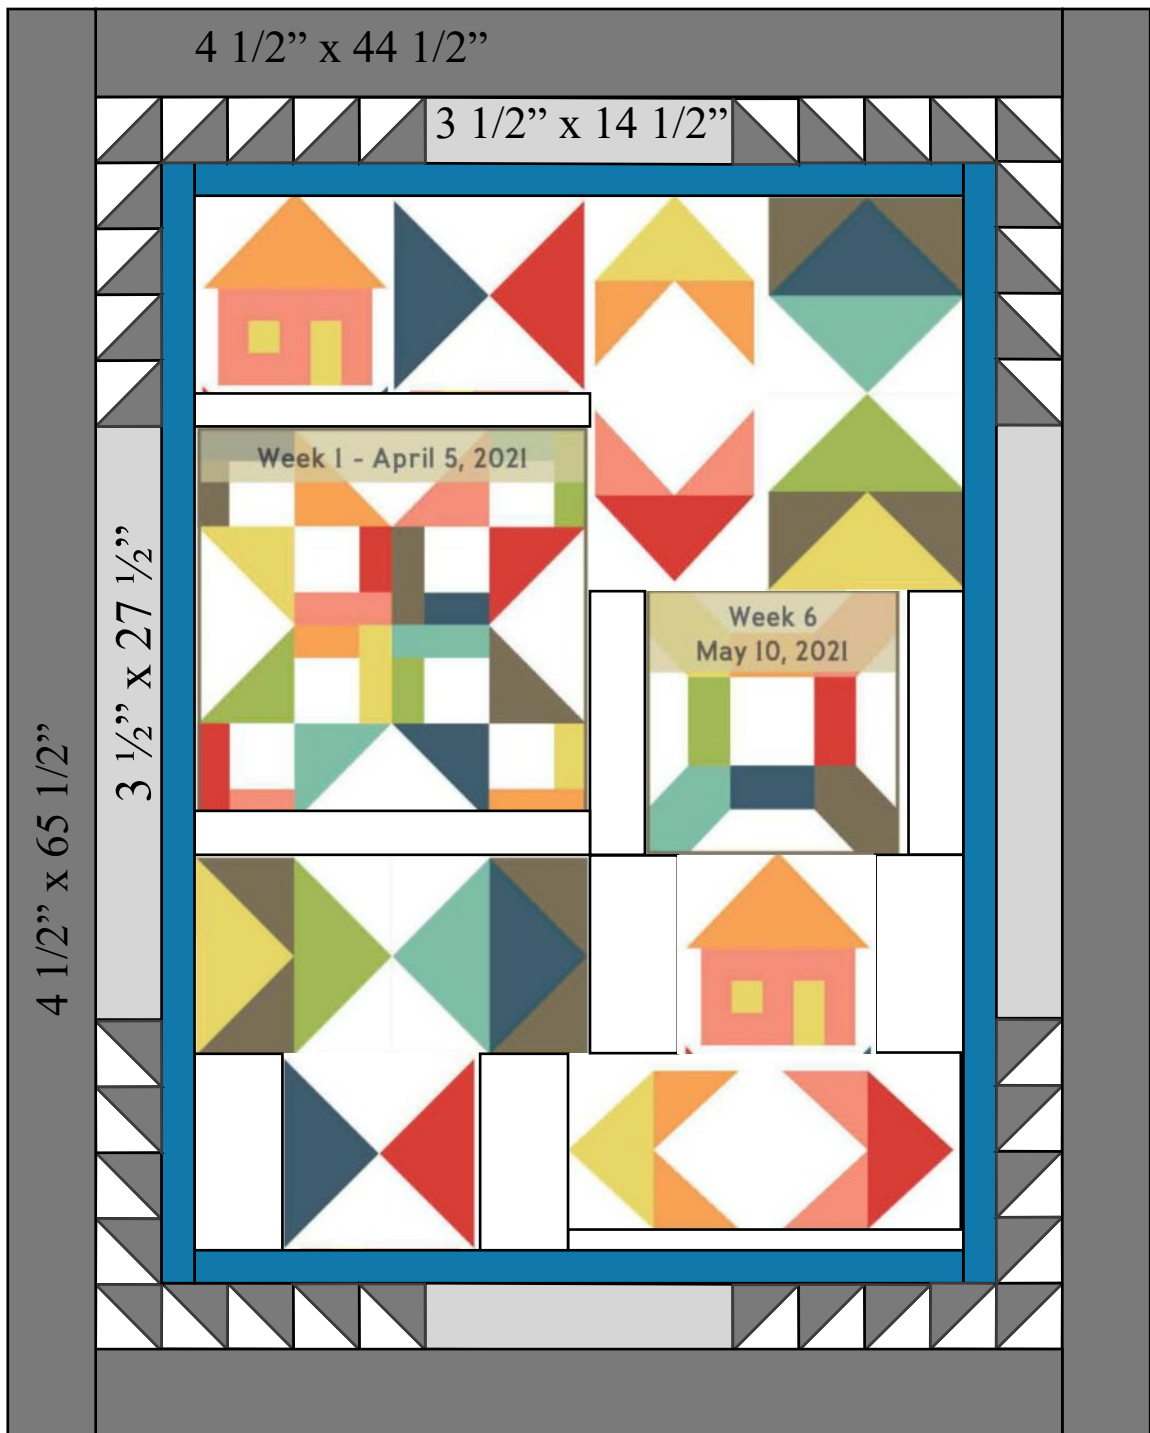 4 1/2” x 44 1/2”
3 1/2” x 14 1/2”
Week 1 - April 5, 2021
3 ½” x 27 ½”
Week 6
May 10, 2021
4 1/2” x 65 1/2”